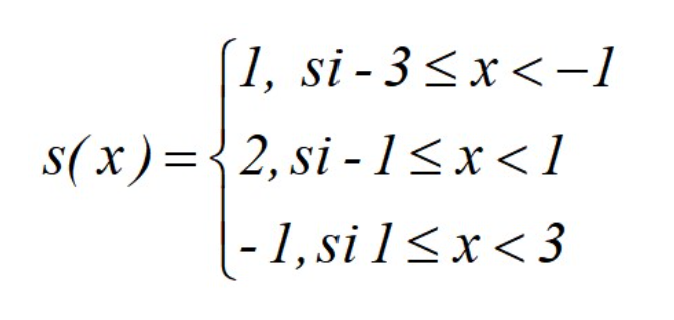 1, si - 3 ≤ x < −1
s( x ) = { 2, si - 1 ≤ x < 1
- 1, si 1 ≤ x < 3